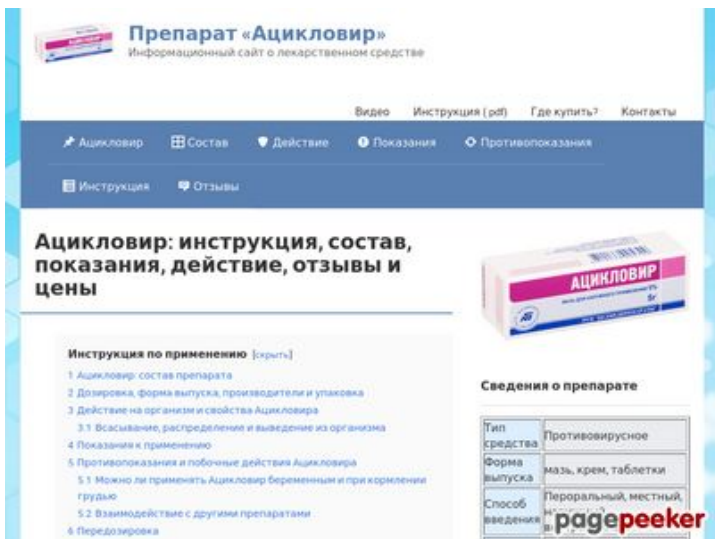 Препарат «Ацикловир»
Информационный сайт о лекарственном средстве
Видео Инструкция (pdf) Где купить? Контакты
Ацикловир Состав Действие Показания Противопоказания
Инструкция Отзывы
Ацикловир: инструкция, состав,
показания, действие, отзывы и
цены
АЦИКЛОВИР
5г
Инструкция по применению [скрыть]
1 Ацикловир: состав препарата
2 Дозировка, форма выпуска, производители и упаковка
3 Действие на организм и свойства Ацикловира
3.1 Всасывание, распределение и выведение из организма
4 Показания к применению
5 Противопоказания и побочные действия Ацикловира
5.1 Можно ли применять Ацикловир беременным и при кормлении
грудью
5.2 Взаимодействие с другими препаратами
6 Передозировка
Сведения о препарате
Тип
средства
Противовирусное
Форма
выпуска
мазь, крем, таблетки
Способ
введения
Пероральный, местный,
pagepeeker